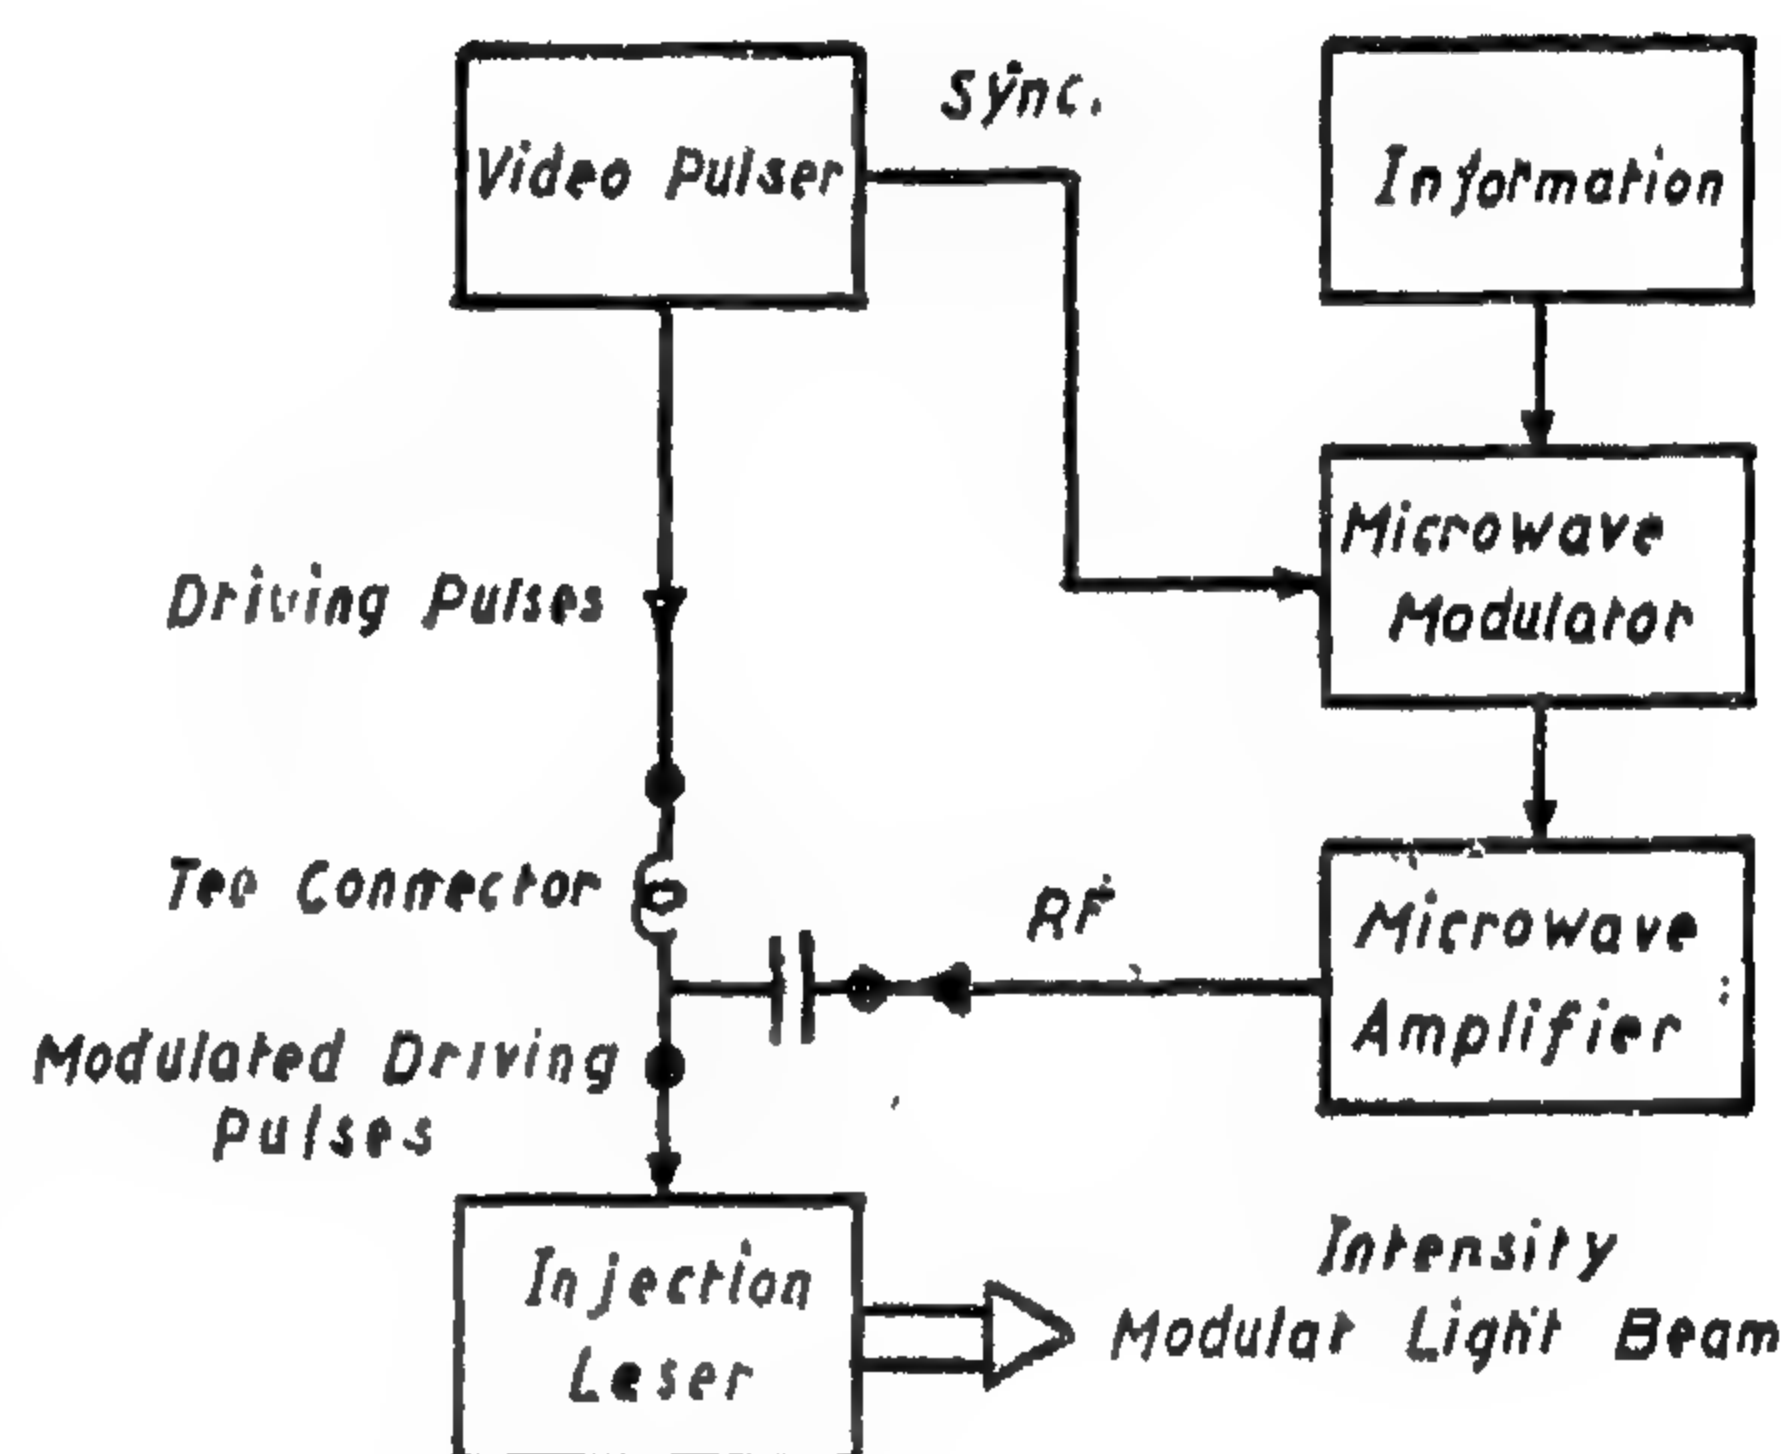 Video Pulser
Sync.
Information
Microwave
Modulator
Driving Pulses
Tee Connector
RF
Microwave
Amplifier
Modulated Driving
Pulses
Injection
Laser
Intensity
Modulat Light Beam